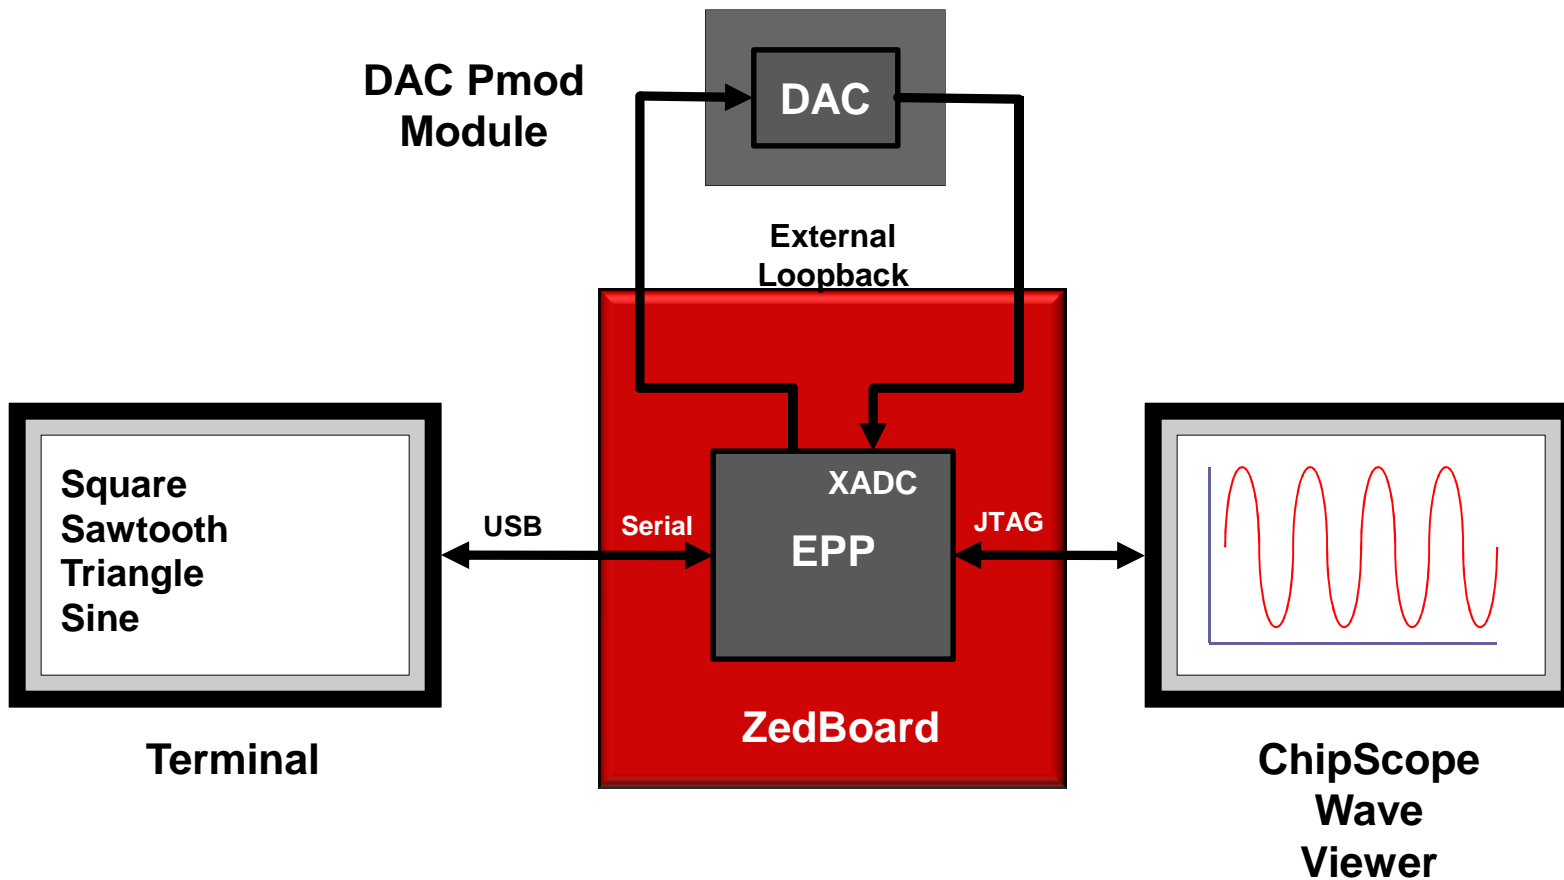 DAC Pmod
Module
DAC
External
Loopback
Square
Sawtooth
Triangle
Sine
USB
Serial
XADC
EPP
JTAG
ZedBoard
Terminal
ChipScope
Wave
Viewer